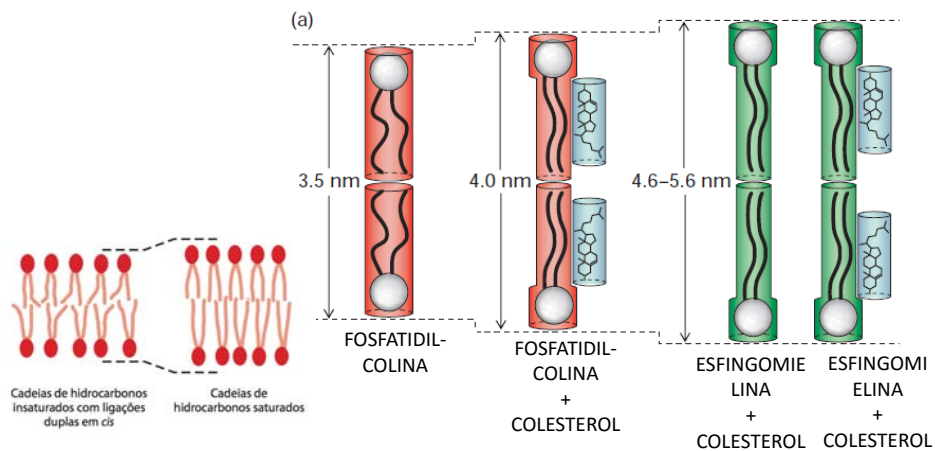 (a)
3.5 nm
4.0 nm
4.6–5.6 nm
FOSFATIDIL-
COLINA
FOSFATIDIL-
COLINA
+
COLESTEROL
ESFINGOMIE
LINA
+
COLESTEROL
ESFINGOMI
ELINA
+
COLESTEROL
Cadeias de hidrocarbonos
insaturados com ligações
duplas em cis
Cadeias de
hidrocarbonos saturados